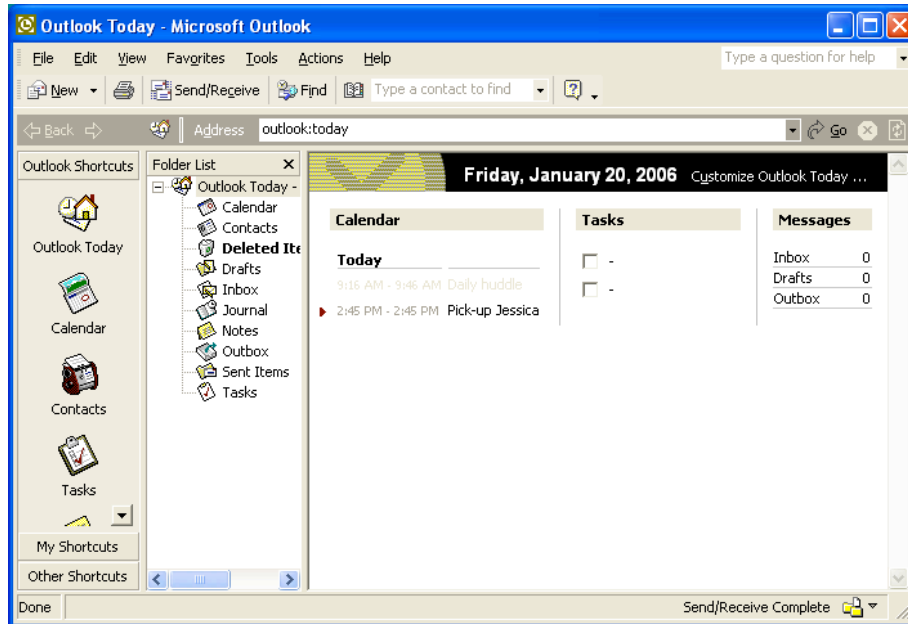 Outlook Today - Microsoft Outlook
File Edit View Favorites Tools Actions Help Type a question for help
New Send/Receive Find Type a contact to find
Back Address outlook:today Go
Outlook Shortcuts
Outlook Today
Calendar
Contacts
Tasks
My Shortcuts
Other Shortcuts
Folder List
Outlook Today -
Calendar
Contacts
Deleted Ite
Drafts
Inbox
Journal
Notes
Outbox
Sent Items
Tasks
Friday, January 20, 2006 Customize Outlook Today ...
Calendar
Today
9:16 AM - 9:46 AM Daily huddle
2:45 PM - 2:45 PM Pick-up Jessica
Tasks
-
-
Messages
Inbox 0
Drafts 0
Outbox 0
Done Send/Receive Complete